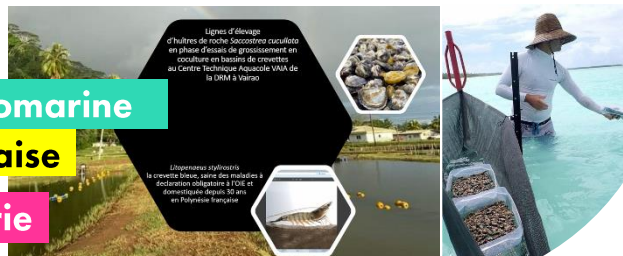 Lignes d'élevage
d'huîtres de roche Saccostrea cucullata
en phase d'essais de grossissement en
coculture en bassins de crevettes
au Centre Technique Aquacole VAIA de
la DRM à Vairao
omarine
aise
rie
Litopenaeus stylirostris
la crevette bleue, saine des maladies à
déclaration obligatoire à l'OIE et
domestiquée depuis 30 ans
en Polynésie française